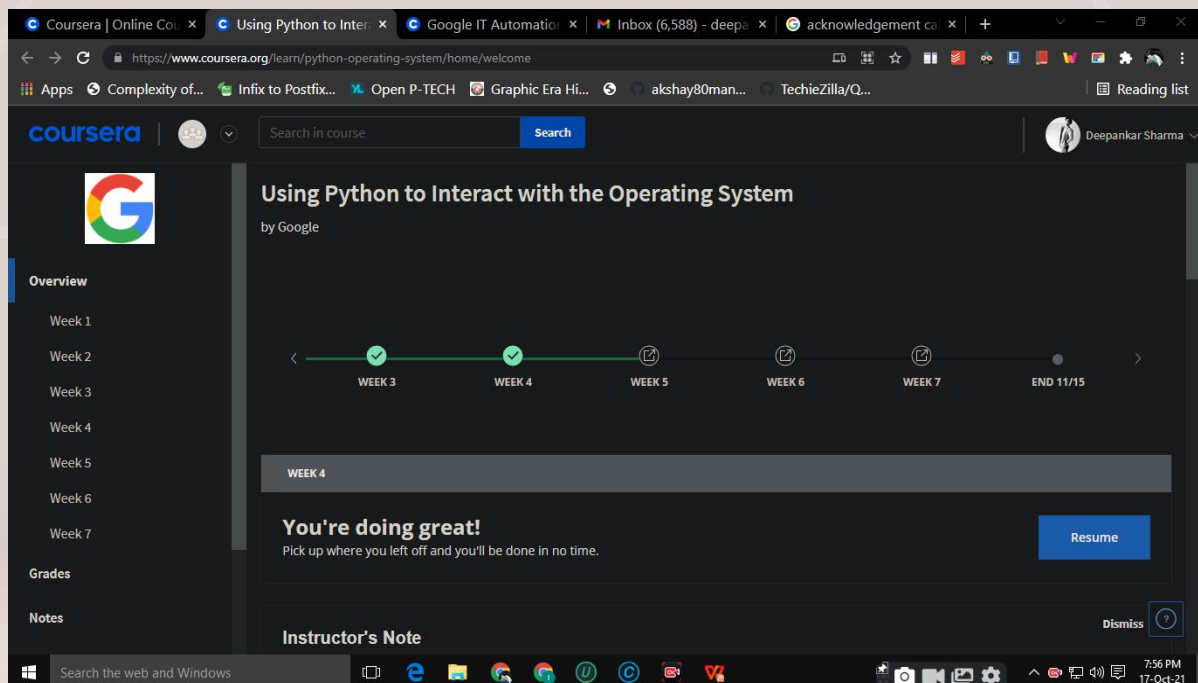 Coursera | Online Cou
Using Python to Inter
Google IT Automation
Inbox (6,588) - deepa
acknowledgement ca
https://www.coursera.org/learn/python-operating-system/home/welcome
Apps
Complexity of...
Infix to Postfix...
Open P-TECH
Graphic Era Hi...
akshay80man...
TechieZilla/Q...
Reading list
coursera
Search in course
Search
Deepankar Sharma
Using Python to Interact with the Operating System
by Google
Overview
Week 1
Week 2
Week 3
Week 4
Week 5
Week 6
Week 7
Grades
Notes
WEEK 3
WEEK 4
WEEK 5
WEEK 6
WEEK 7
END 11/15
WEEK 4
You're doing great!
Pick up where you left off and you'll be done in no time.
Resume
Instructor's Note
Dismiss
Search the web and Windows
7:56 PM
17-Oct-21